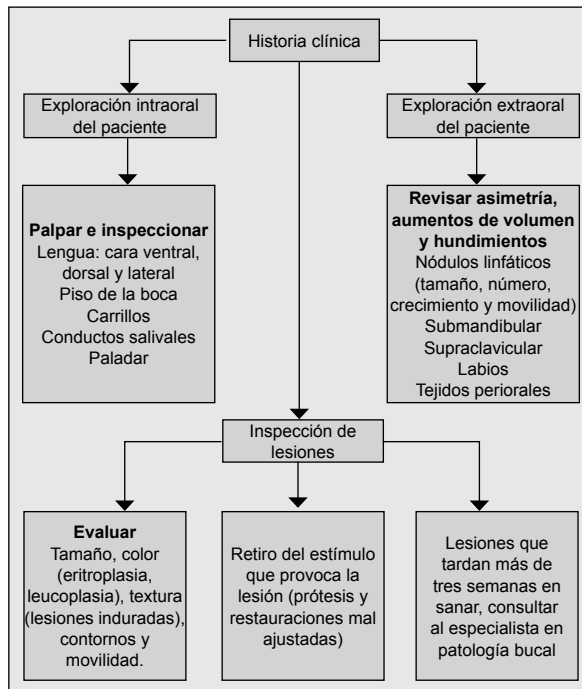 Historia clínica
Exploración intraoral
del paciente
Exploración extraoral
del paciente
Palpar e inspeccionar
Lengua: cara ventral,
dorsal y lateral
Piso de la boca
Carrillos
Conductos salivales
Paladar
Revisar asimetría,
aumentos de volumen
y hundimientos
Nódulos linfáticos
(tamaño, número,
crecimiento y movilidad)
Submandibular
Supraclavicular
Labios
Tejidos periorales
Inspección de
lesiones
Evaluar
Tamaño, color
(eritroplasia,
leucoplasia), textura
(lesiones induradas),
contornos y
movilidad.
Retiro del estímulo
que provoca la
lesión (prótesis y
restauraciones mal
ajustadas)
Lesiones que
tardan más de
tres semanas en
sanar, consultar
al especialista en
patología bucal